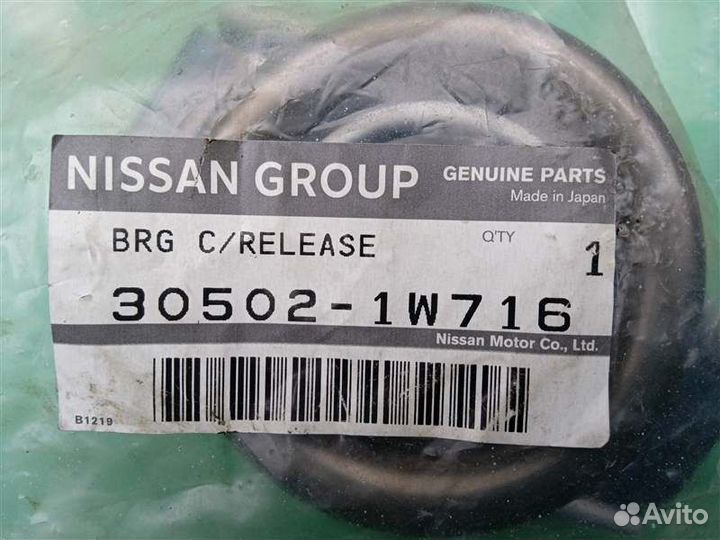 NISSAN GROUP GENUINE PARTS
Made in Japan
BRG C/RELEASE Q'TY 1
30502-1W716
Nissan Motor Co., Ltd.
B1219
Avito